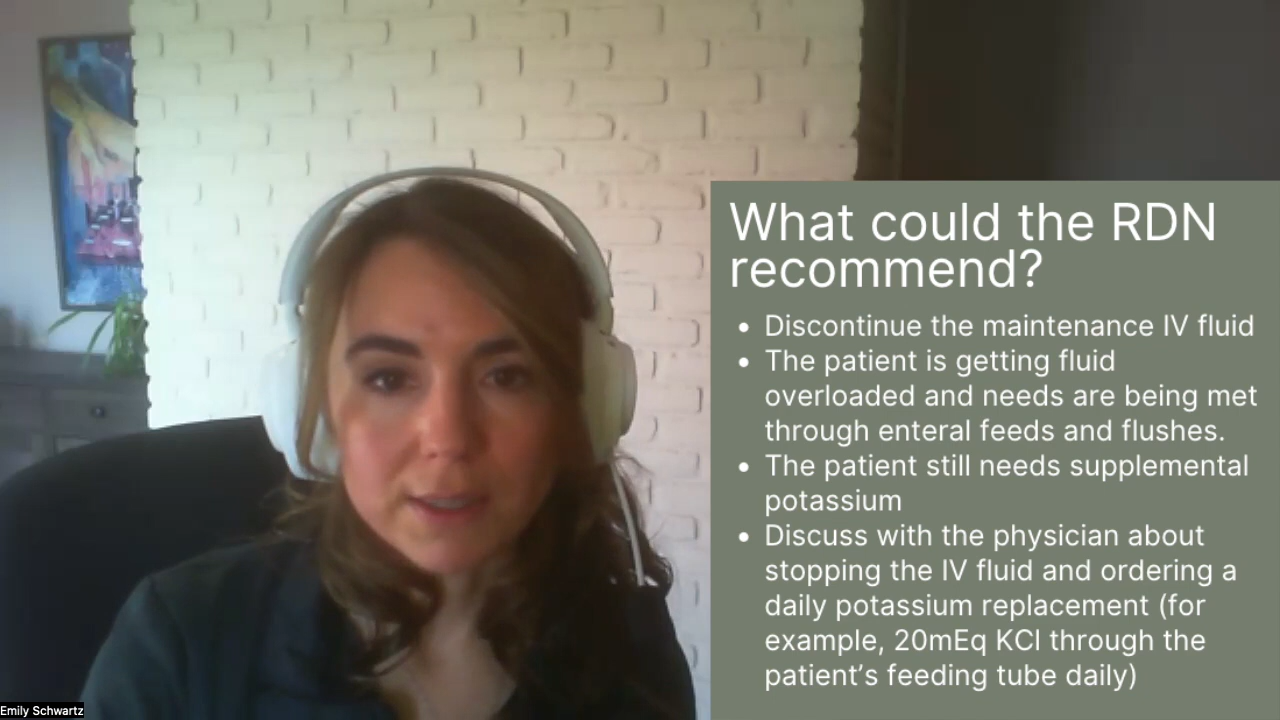 What could the RDN
recommend?
• Discontinue the maintenance IV fluid
• The patient is getting fluid
overloaded and needs are being met
through enteral feeds and flushes.
• The patient still needs supplemental
potassium
• Discuss with the physician about
stopping the IV fluid and ordering a
daily potassium replacement (for
example, 20mEq KCl through the
patient’s feeding tube daily)
Emily Schwartz